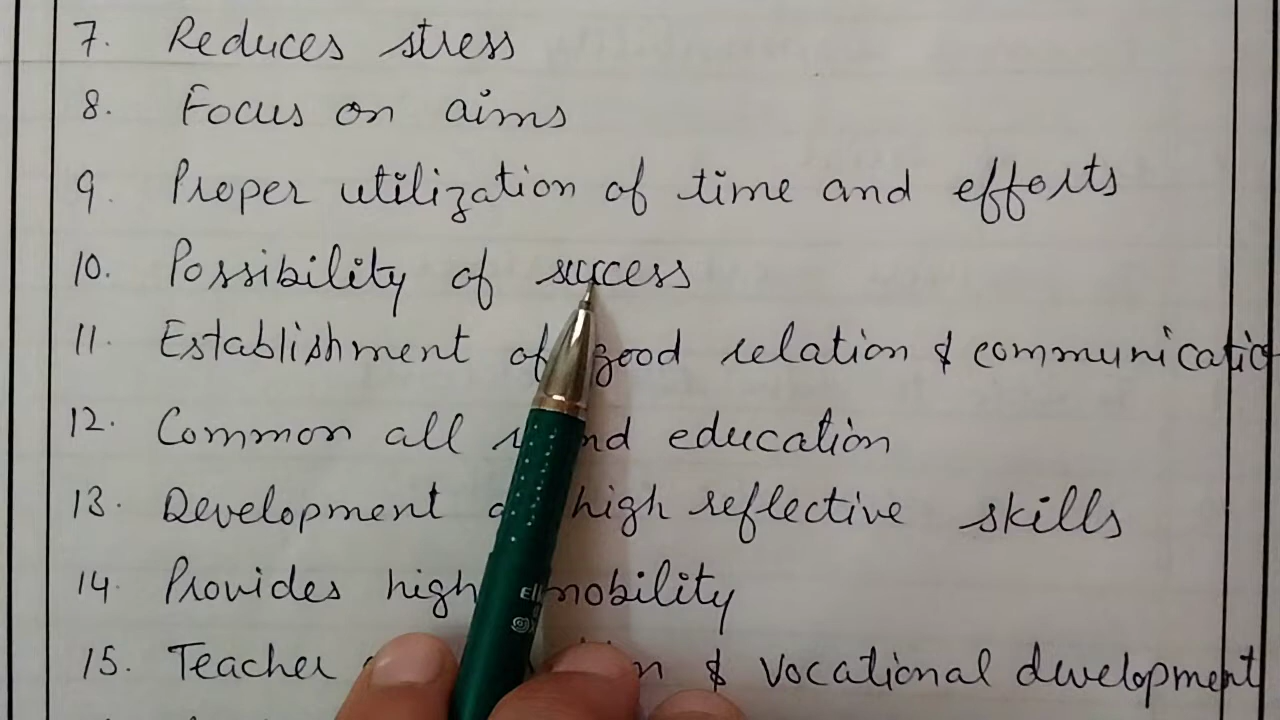 7. Reduces stress
8. Focus on aims
9. Proper utilization of time and efforts
10. Possibility of success
11. Establishment of good relation & communicatio
12. Common all education
13. Development high reflective skills
14. Provides high mobility
15. Teacher & vocational development
Ell